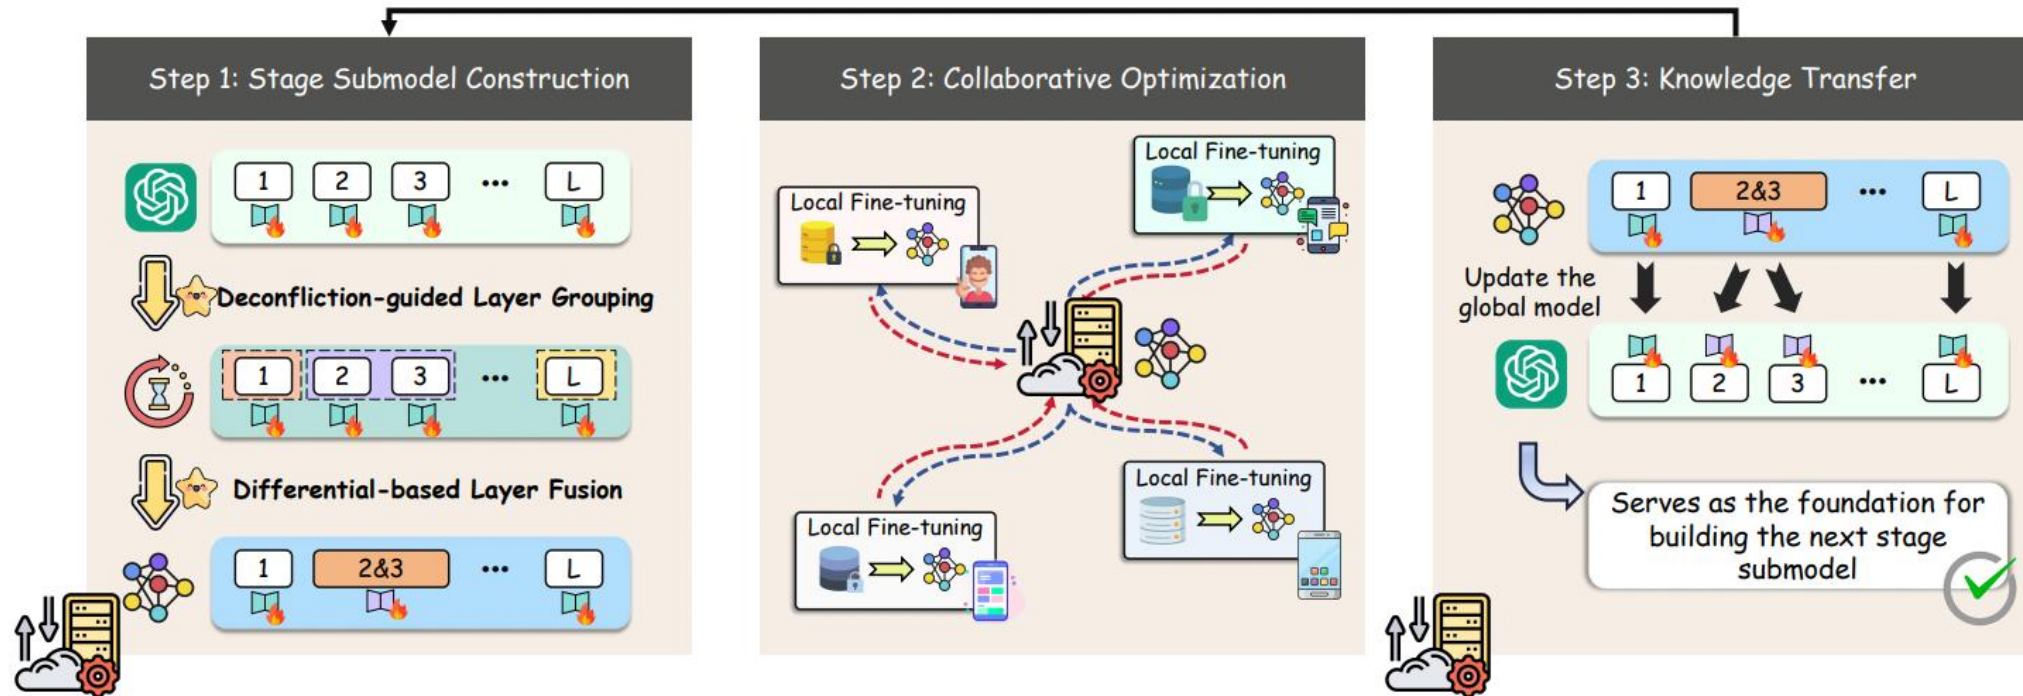 Step 1: Stage Submodel Construction
1 2 3 ••• L
Deconfliction-guided Layer Grouping
1 2 3 ••• L
Differential-based Layer Fusion
1 2&3 ••• L
Step 2: Collaborative Optimization
Local Fine-tuning
Local Fine-tuning
Local Fine-tuning
Local Fine-tuning
Step 3: Knowledge Transfer
1 2&3 ••• L
Update the
global model
1 2 3 ••• L
Serves as the foundation for
building the next stage
submodel